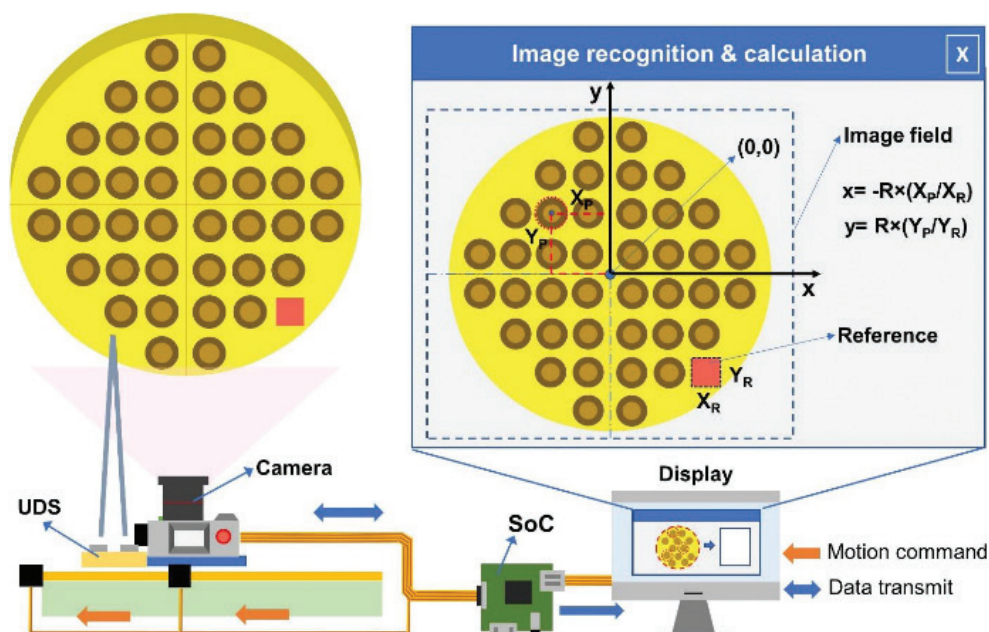 Image recognition & calculation
X
y
(0,0)
Image field
X_P
x= -R×(X_P/X_R)
Y_P
y= R×(Y_P/Y_R)
x
Reference
Y_R
X_R
Camera
Display
UDS
SoC
Motion command
Data transmit